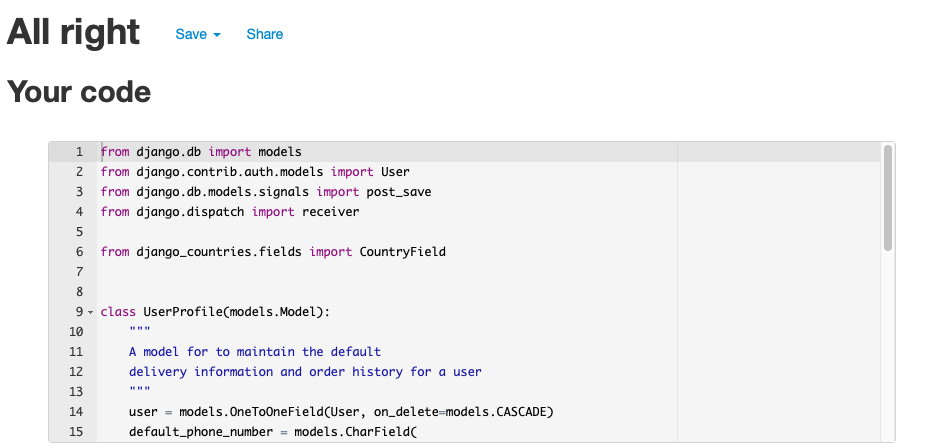 All right Save Share
Your code
1 from django.db import models
2 from django.contrib.auth.models import User
3 from django.db.models.signals import post_save
4 from django.dispatch import receiver
5
6 from django_countries.fields import CountryField
7
8
9 class UserProfile(models.Model):
10 """
11 A model for to maintain the default
12 delivery information and order history for a user
13 """
14 user = models.OneToOneField(User, on_delete=models.CASCADE)
15 default_phone_number = models.CharField(